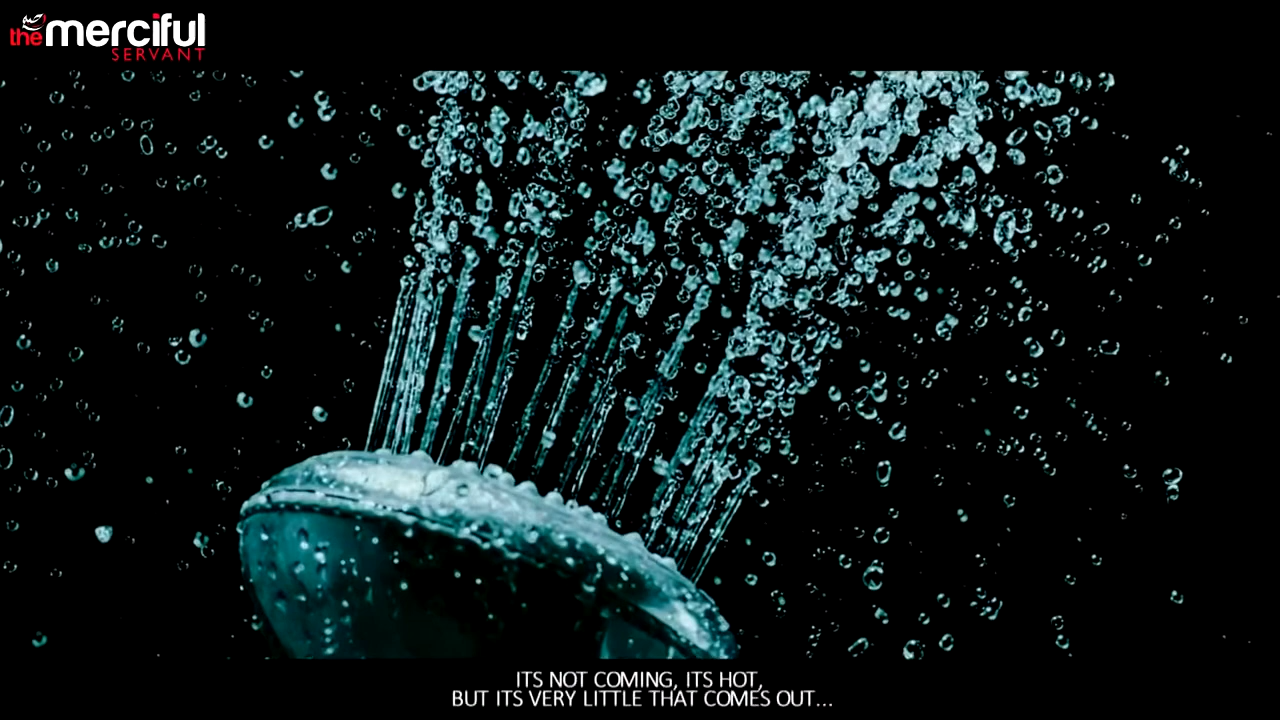 the merciful
SERVANT
ITS NOT COMING, ITS HOT,
BUT ITS VERY LITTLE THAT COMES OUT...